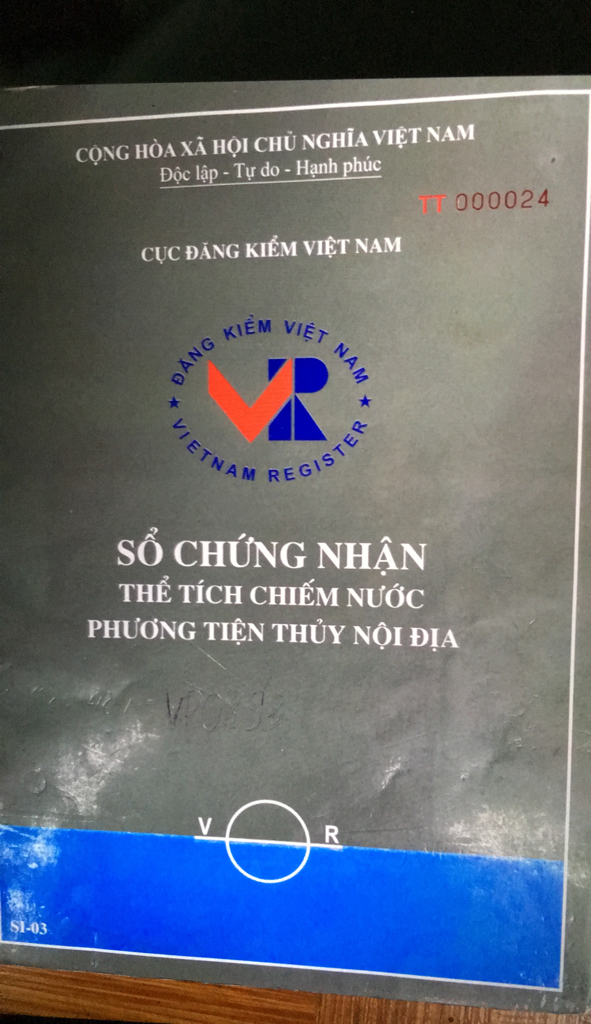 CỘNG HÒA XÃ HỘI CHỦ NGHĨA VIỆT NAM
Độc lập - Tự do - Hạnh phúc
TT 000024
CỤC ĐĂNG KIỂM VIỆT NAM
ĐĂNG KIỂM VIỆT NAM
VR
VIETNAM REGISTER
SỔ CHỨNG NHẬN
THỂ TÍCH CHIẾM NƯỚC
PHƯƠNG TIỆN THỦY NỘI ĐỊA
V R
SI-03